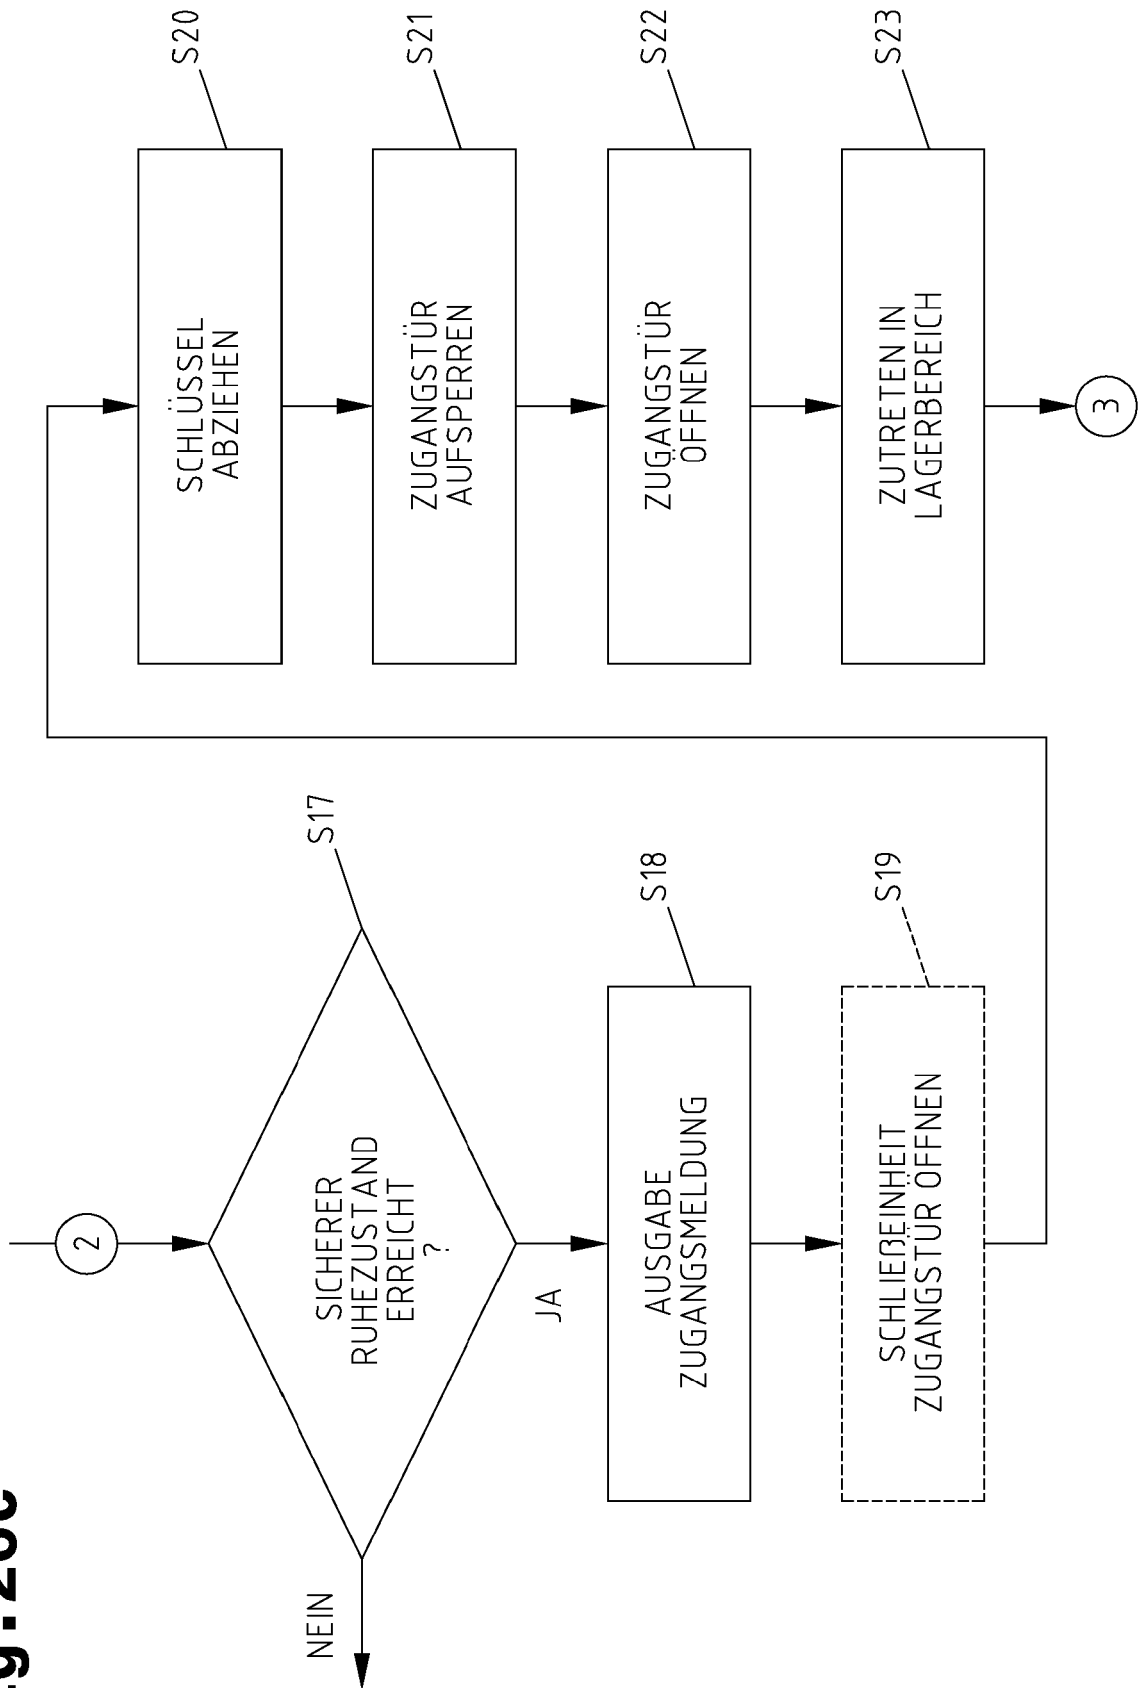 2
SICHERER
RUHEZUSTAND
ERREICHT
?
S17
NEIN
JA
AUSGABE
ZUGANGSMELDUNG
S18
SCHLIEẞEINHEIT
ZUGANGSTÜR ÖFFNEN
S19
SCHLÜSSEL
ABZIEHEN
S20
ZUGANGSTÜR
AUFSPERREN
S21
ZUGANGSTÜR
ÖFFNEN
S22
ZUTRETEN IN
LAGERBEREICH
S23
3